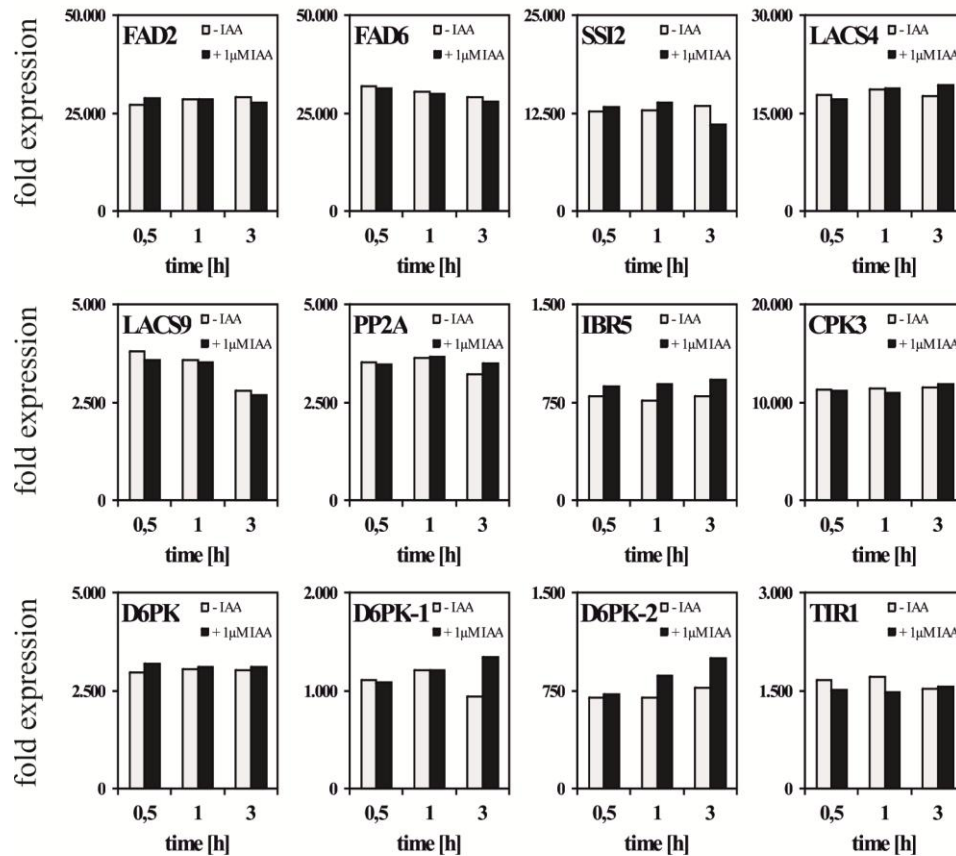 fold expression
50.000
FAD2
- IAA
+ 1µM IAA
25.000
0
0,5 1 3
time [h]
50.000
FAD6
- IAA
+ 1µM IAA
25.000
0
0,5 1 3
time [h]
25.000
SSI2
- IAA
+ 1µM IAA
12.500
0
0,5 1 3
time [h]
30.000
LACS4
- IAA
+ 1µM IAA
15.000
0
0,5 1 3
time [h]
fold expression
5.000
LACS9
- IAA
+ 1µM IAA
2.500
0
0,5 1 3
time [h]
5.000
PP2A
- IAA
+ 1µM IAA
2.500
0
0,5 1 3
time [h]
1.500
IBR5
- IAA
+ 1µM IAA
750
0
0,5 1 3
time [h]
20.000
CPK3
- IAA
+ 1µM IAA
10.000
0
0,5 1 3
time [h]
fold expression
5.000
D6PK
- IAA
+ 1µM IAA
2.500
0
0,5 1 3
time [h]
2.000
D6PK-1
- IAA
+ 1µM IAA
1.000
0
0,5 1 3
time [h]
1.500
D6PK-2
- IAA
+ 1µM IAA
750
0
0,5 1 3
time [h]
3.000
TIR1
- IAA
+ 1µM IAA
1.500
0
0,5 1 3
time [h]